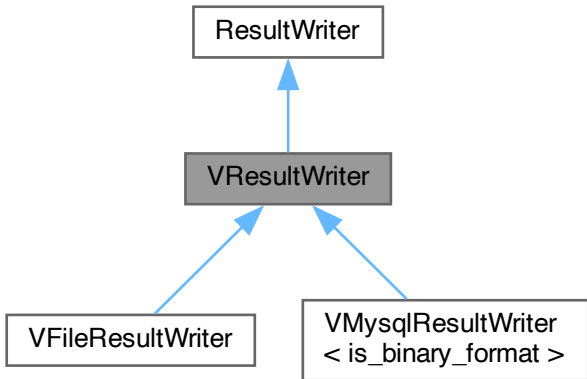 ResultWriter
VResultWriter
VFileResultWriter
VMysqlResultWriter
< is_binary_format >